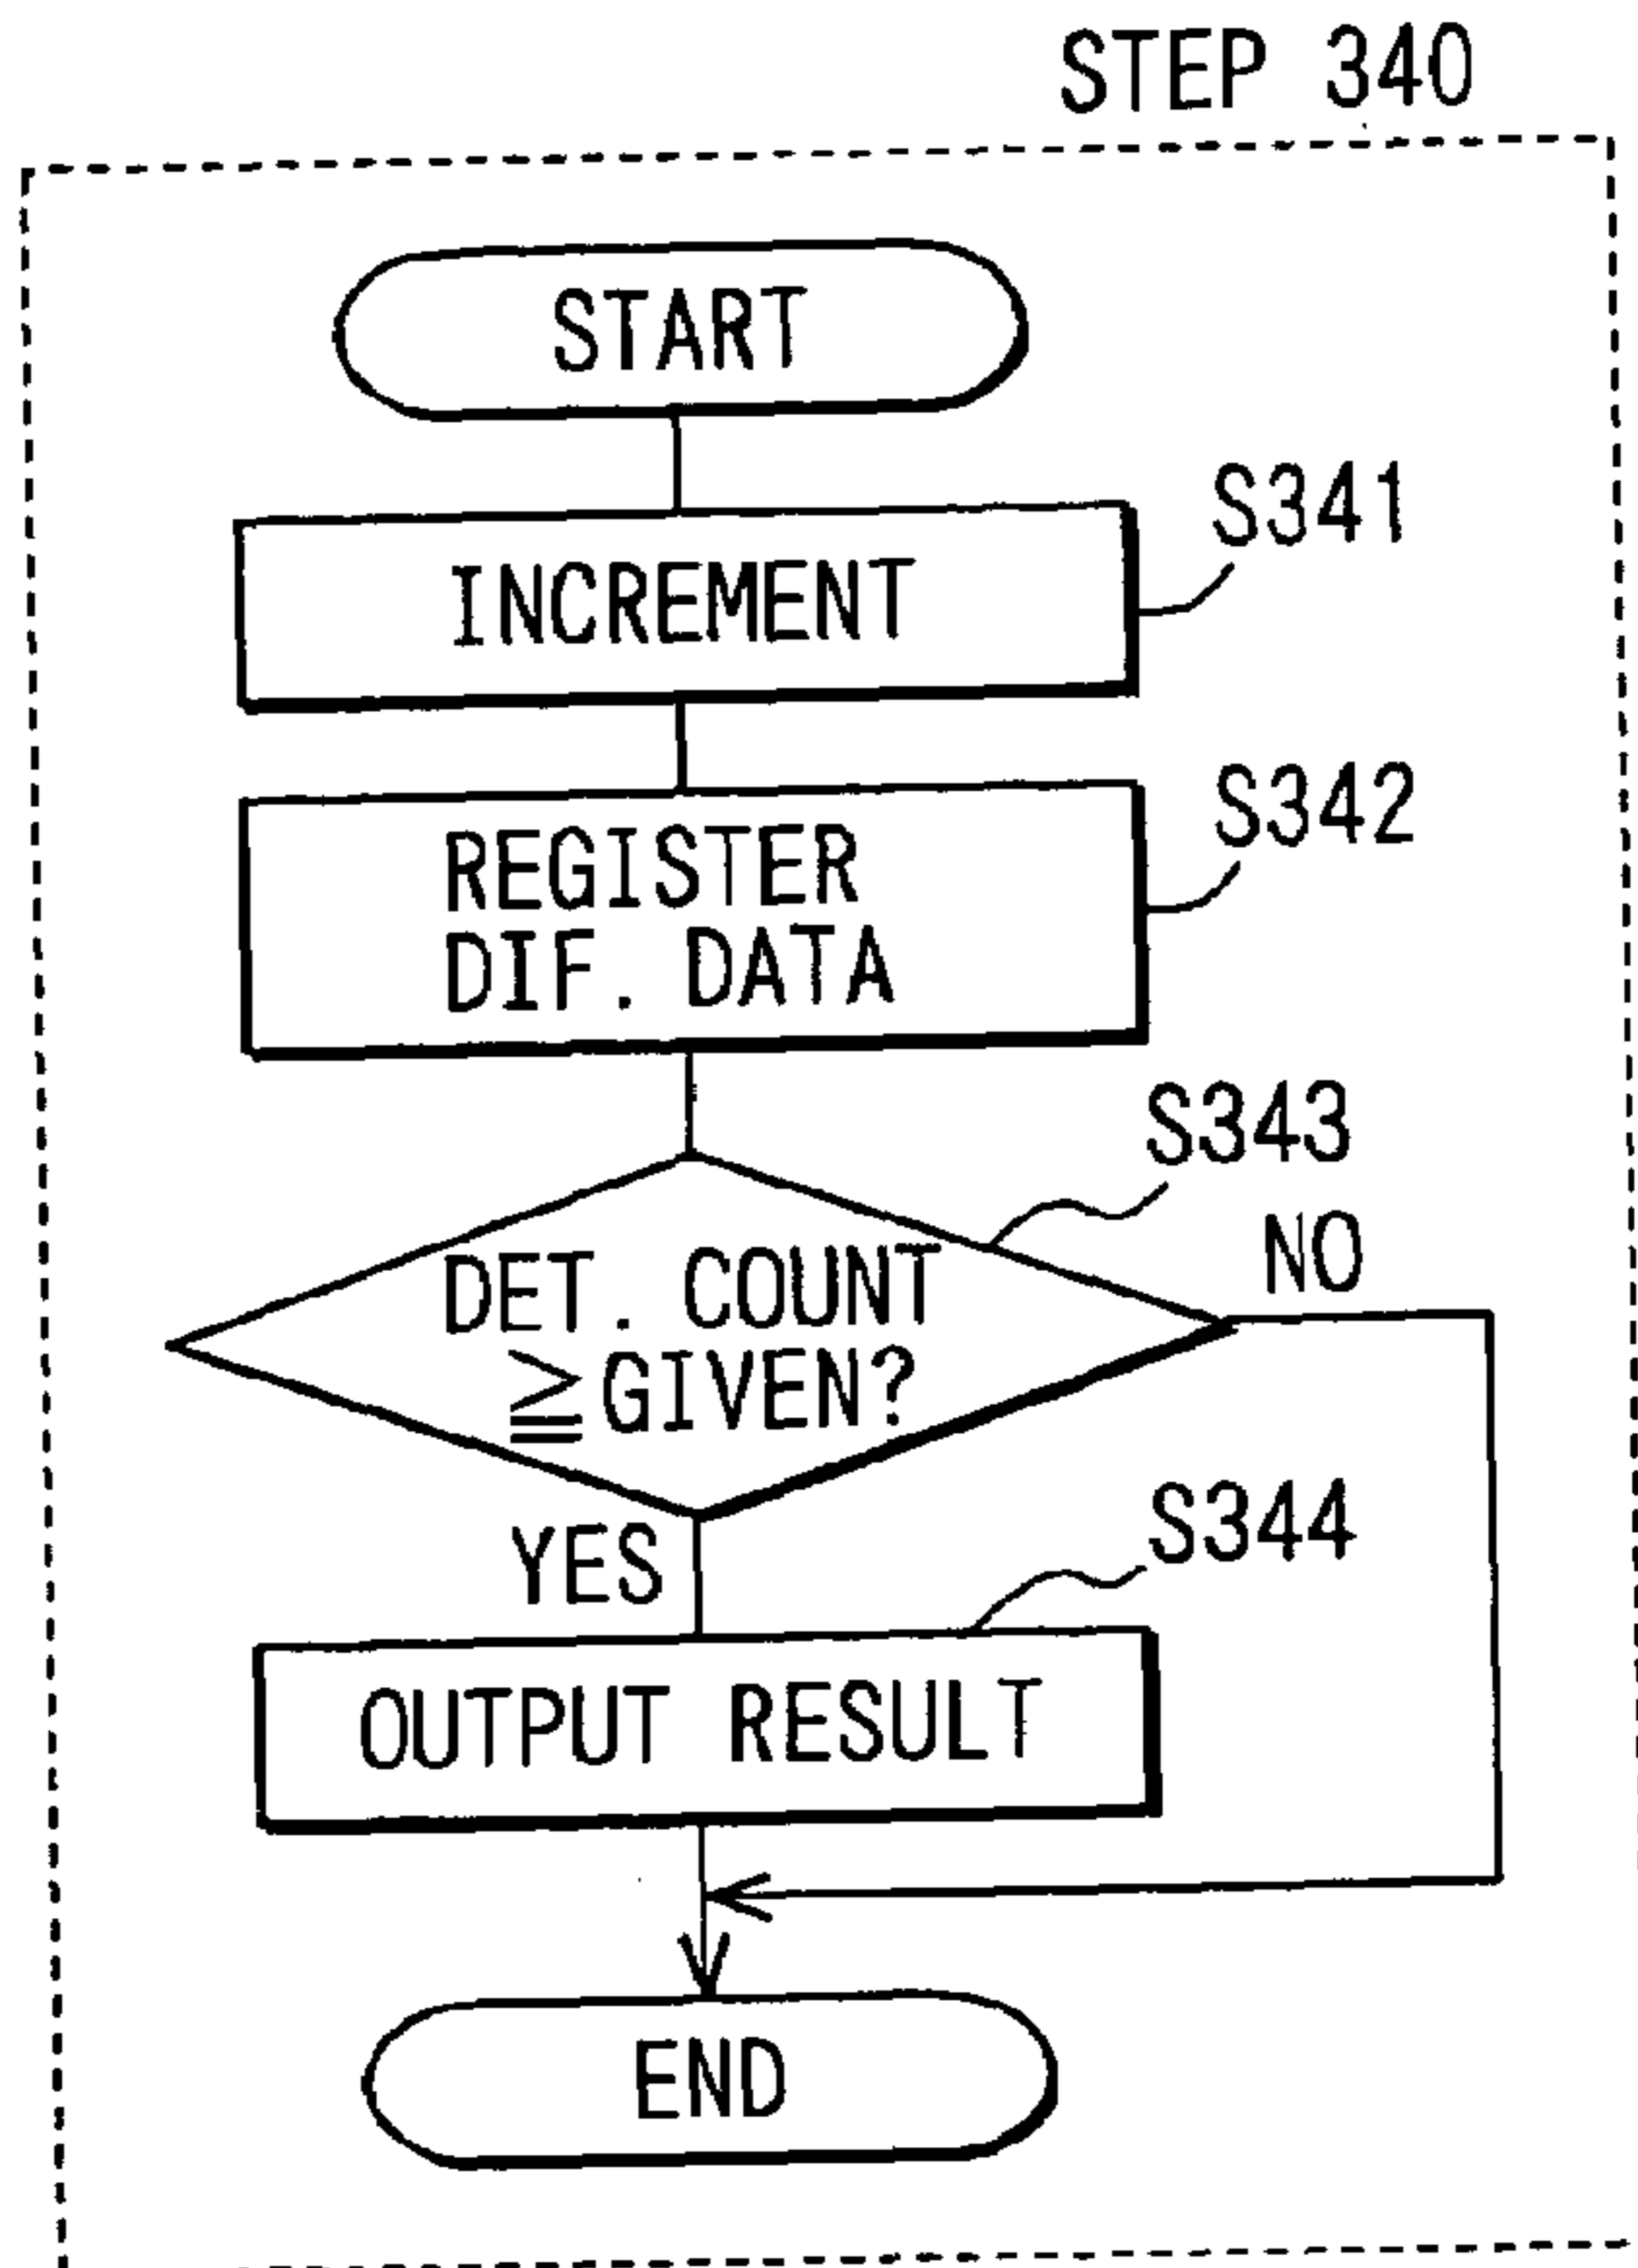 STEP 340
START
INCREMENT
S341
REGISTER
DIF. DATA
S342
S343
DET. COUNT
≧GIVEN?
NO
YES
S344
OUTPUT RESULT
END